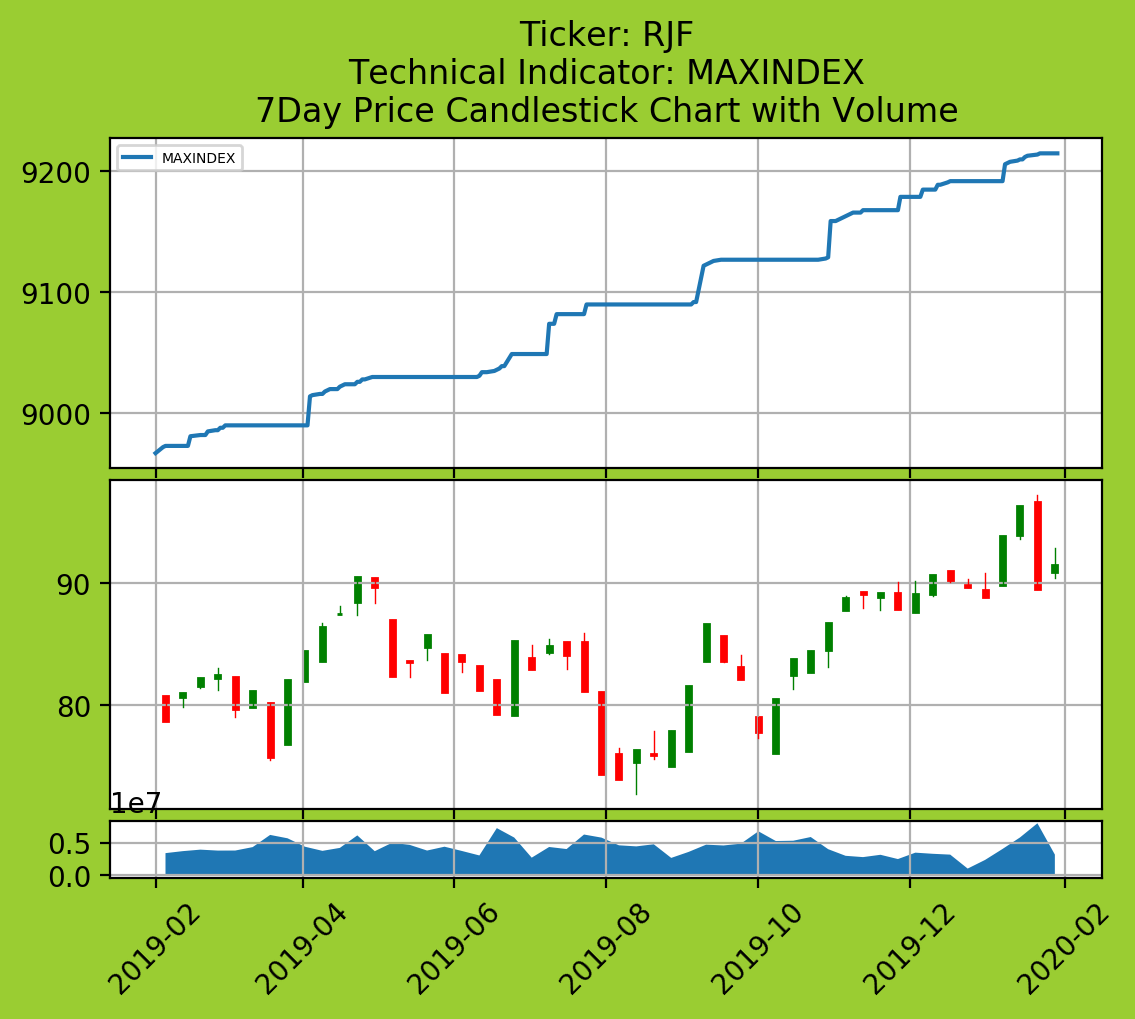 Ticker: RJF
Technical Indicator: MAXINDEX
7Day Price Candlestick Chart with Volume
MAXINDEX
9200
9100
9000
90
80
1e7
0.5
0.0
2019-02
2019-04
2019-06
2019-08
2019-10
2019-12
2020-02